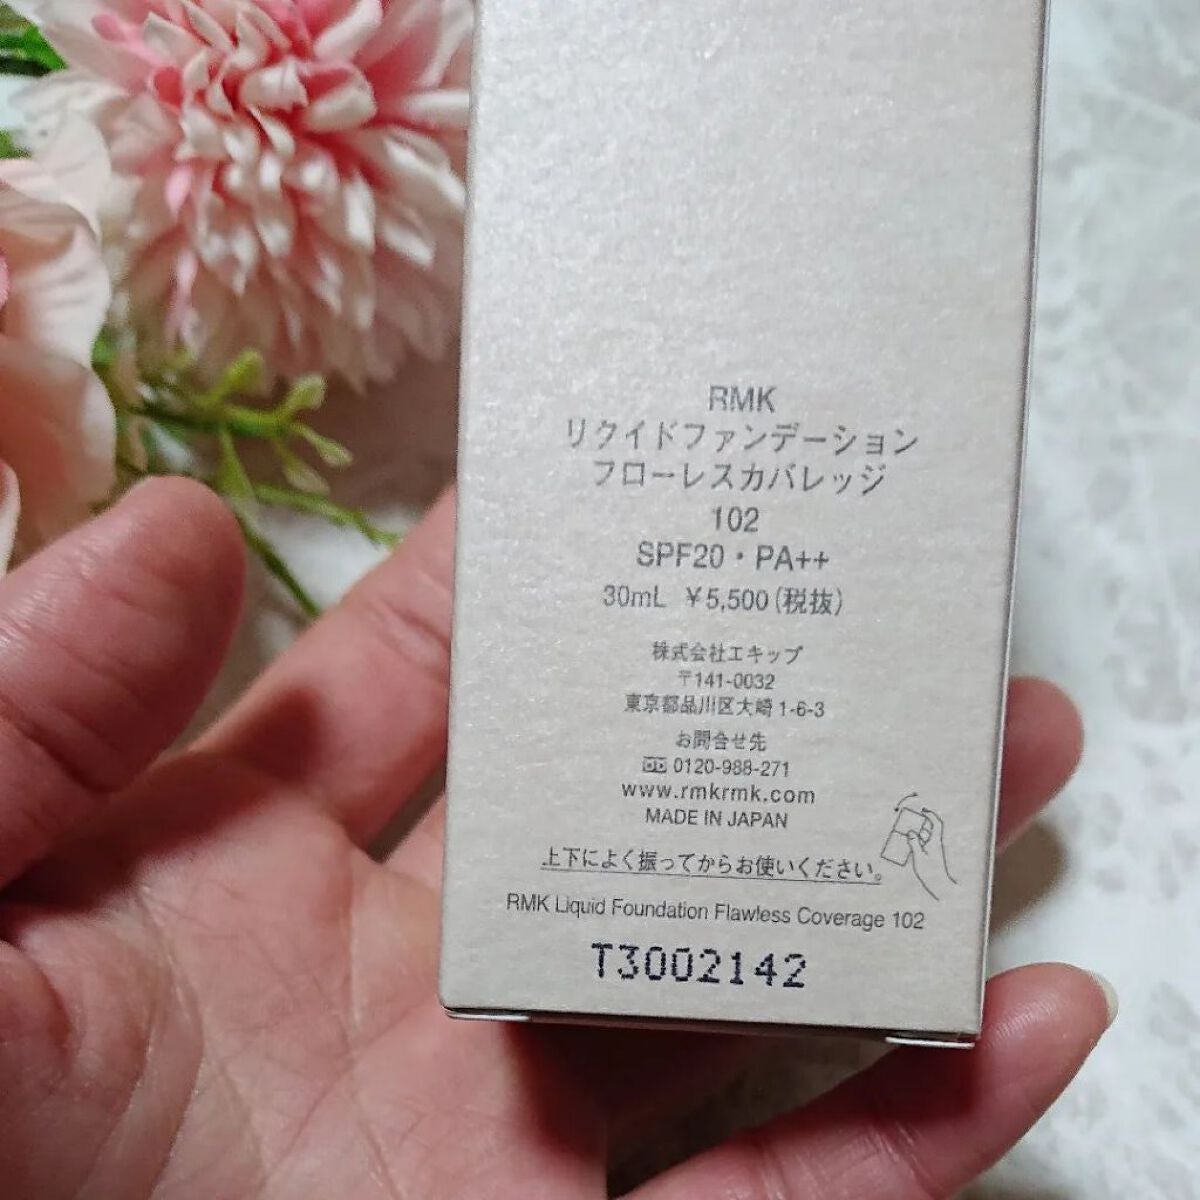 RMK
リクイドファンデーション
フローレスカバレッジ
102
SPF20・PA++
30mL ￥5,500(税抜)
株式会社エキップ
〒141-0032
東京都品川区大崎1-6-3
お問合せ先
0120-988-271
www.rmkrmk.com
MADE IN JAPAN
上下によく振ってからお使いください。
RMK Liquid Foundation Flawless Coverage 102
T3002142